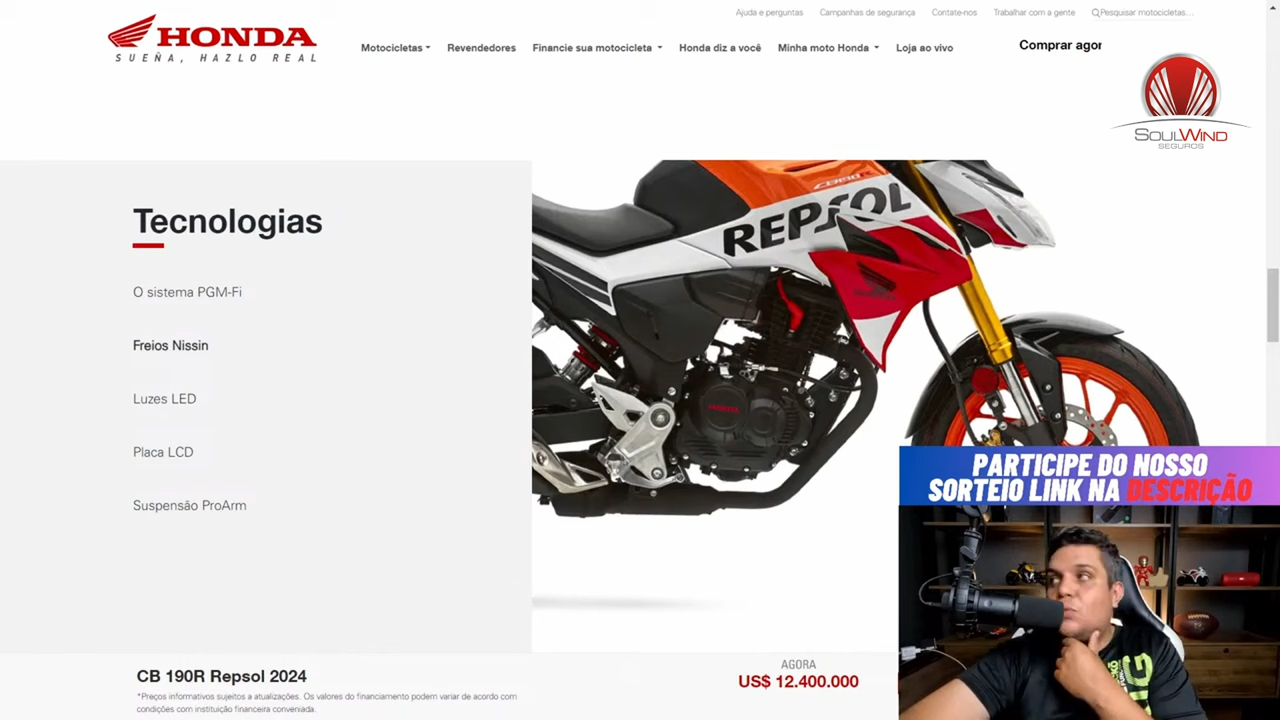 Ajuda e perguntas Campanhas de segurança Contate-nos Trabalhar com a gente Pesquisar motocicletas...
HONDA
SUEÑA, HAZLO REAL
Motocicletas Revendedores Financie sua motocicleta Honda diz a você Minha moto Honda Loja ao vivo Comprar agor
SOULWIND
SEGUROS
Tecnologias
O sistema PGM-Fi
Freios Nissin
Luzes LED
Placa LCD
Suspensão ProArm
REPSOL
HONDA
PARTICIPE DO NOSSO
SORTEIO LINK NA DESCRIÇÃO
CB 190R Repsol 2024
*Preços informativos sujeitos a atualizações. Os valores do financiamento podem variar de acordo com
condições com instituição financeira conveniada.
AGORA
US$ 12.400.000